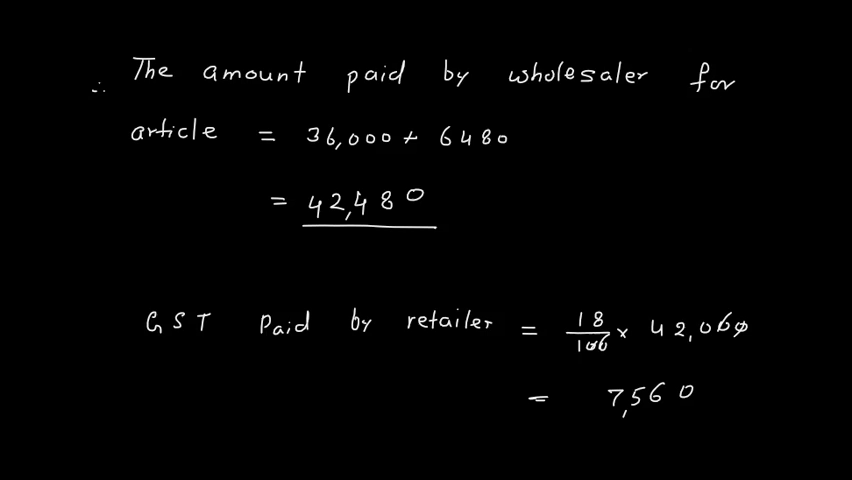 ∴ The amount paid by wholesaler for
article = 36,000 + 6480
= 42,480
GST Paid by retailer = 18/100 × 42,000
= 7,560